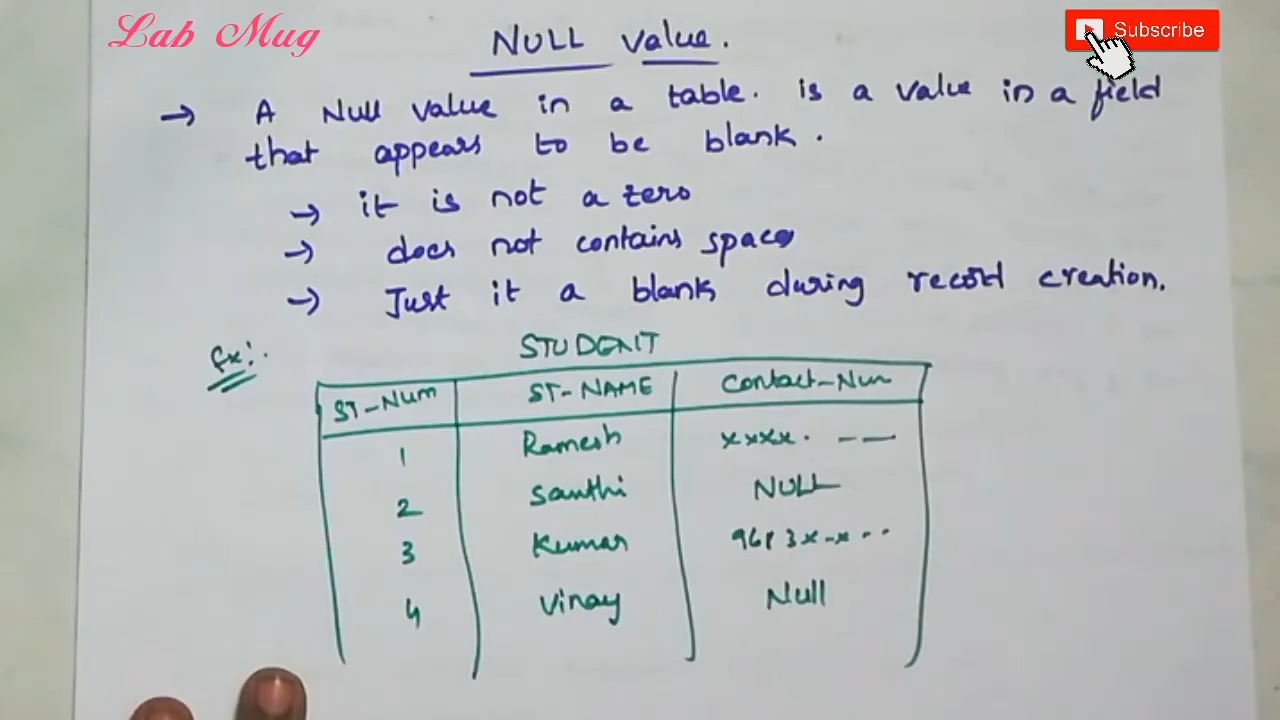 Lab Mug
Subscribe
NULL value.
→ A Null value in a table. is a value in a field
that appears to be blank.
→ it is not a zero
→ does not contains space
→ Just it a blank during record creation.
Ex:.
STUDENT
ST-Num ST-NAME Contact-Num
1 Ramesh xxxx. — —
2 Santhi NULL
3 Kumar
4 Vinay Null